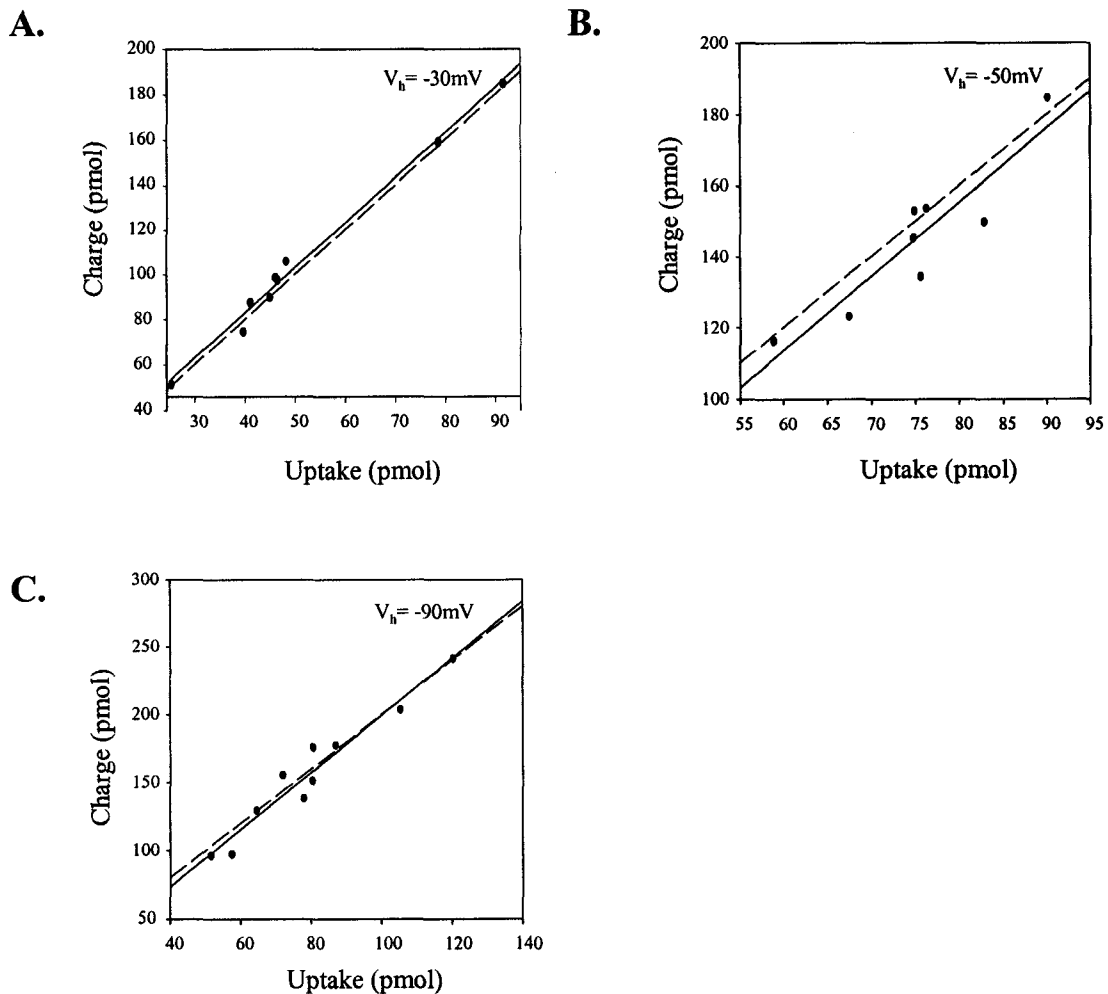 A.
V_h= -30mV
200
180
160
140
120
100
80
60
40
30 40 50 60 70 80 90
Charge (pmol)
Uptake (pmol)
B.
V_h= -50mV
200
180
160
140
120
100
55 60 65 70 75 80 85 90 95
Charge (pmol)
Uptake (pmol)
C.
V_h= -90mV
300
250
200
150
100
50
40 60 80 100 120 140
Charge (pmol)
Uptake (pmol)